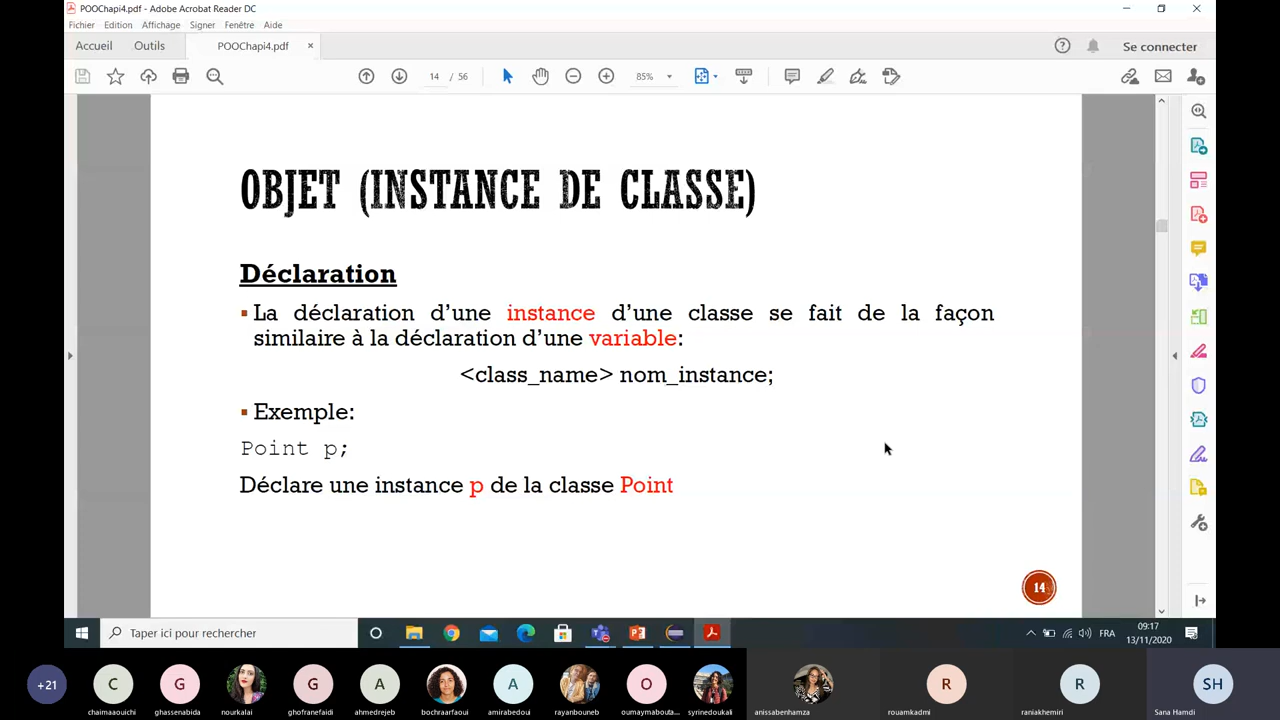 POOChapi4.pdf - Adobe Acrobat Reader DC
Fichier Edition Affichage Signer Fenêtre Aide
Accueil Outils POOChapi4.pdf × Se connecter
14 / 56 85%
OBJET (INSTANCE DE CLASSE)
Déclaration
▪ La déclaration d'une instance d'une classe se fait de la façon
similaire à la déclaration d'une variable:
<class_name> nom_instance;
▪ Exemple:
Point p;
Déclare une instance p de la classe Point
14
Taper ici pour rechercher
FRA
09:17
13/11/2020
+21 C G G A A O R R SH
chaimaaouichi ghassenabida nourkalai ghofranefaidi ahmedrejeb bochraarfaoui amirabedoui rayanbouneb oumaymabouta... syrinedoukali anissabenhamza rouamkadmi raniakhemiri Sana Hamdi